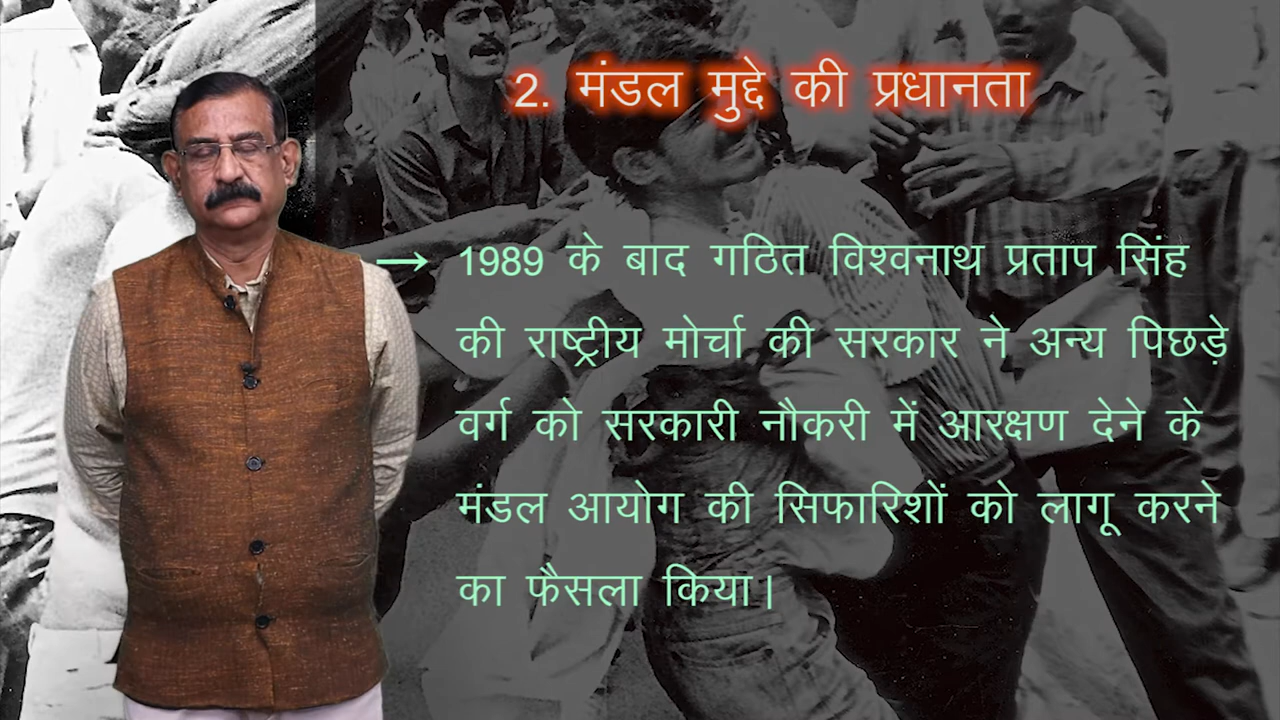 2. मंडल मुद्दे की प्रधानता
→ 1989 के बाद गठित विश्वनाथ प्रताप सिंह
की राष्ट्रीय मोर्चा की सरकार ने अन्य पिछड़े
वर्ग को सरकारी नौकरी में आरक्षण देने के
मंडल आयोग की सिफारिशों को लागू करने
का फैसला किया।